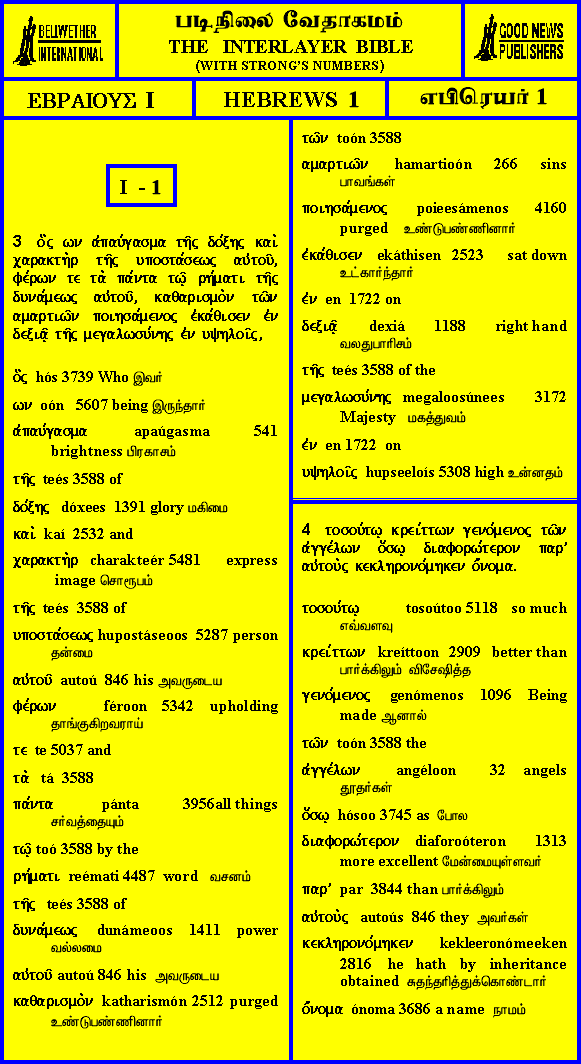 BELLWETHER
INTERNATIONAL
படிநிலை வேதாகமம்
THE INTERLAYER BIBLE
(WITH STRONG'S NUMBERS)
GOOD NEWS
PUBLISHERS
ΕΒΡΑΙΟΥΣ Ι
HEBREWS 1
எபிரெயர் 1
I - 1
3 ὃς ων ἀπαύγασμα τῆς δόξης καὶ
χαρακτὴρ τῆς υποστάσεως αὐτοῦ,
φέρων τε τὰ πάντα τῷ ρήματι τῆς
δυνάμεως αὐτοῦ, καθαρισμὸν τῶν
αμαρτιῶν ποιησάμενος ἐκάθισεν ἐν
δεξιᾷ τῆς μεγαλωσύνης ἐν υψηλοῖς,
ὃς hós 3739 Who இவர்
ων oón 5607 being இருந்தார்
ἀπαύγασμα apaúgasma 541
brightness பிரகாசம்
τῆς teés 3588 of
δόξης dóxees 1391 glory மகிமை
καὶ kaí 2532 and
χαρακτὴρ charakteér 5481 express
image சொரூபம்
τῆς teés 3588 of
υποστάσεως hupostáseoos 5287 person
தன்மை
αὐτοῦ autoú 846 his அவருடைய
φέρων féroon 5342 upholding
தாங்குகிறவராய்
τε te 5037 and
τὰ tá 3588
πάντα pánta 3956all things
சர்வத்தையும்
τῷ toó 3588 by the
ρήματι reémati 4487 word வசனம்
τῆς teés 3588 of
δυνάμεως dunámeoos 1411 power
வல்லமை
αὐτοῦ autoú 846 his அவருடைய
καθαρισμὸν katharismón 2512 purged
உண்டுபண்ணினார்
τῶν toón 3588
αμαρτιῶν hamartioón 266 sins
பாவங்கள்
ποιησάμενος poieesámenos 4160
purged உண்டுபண்ணினார்
ἐκάθισεν ekáthisen 2523 sat down
உட்கார்ந்தார்
ἐν en 1722 on
δεξιᾷ dexiá 1188 right hand
வலதுபாரிசம்
τῆς teés 3588 of the
μεγαλωσύνης megaloosúnees 3172
Majesty மகத்துவம்
ἐν en 1722 on
υψηλοῖς hupseeloís 5308 high உன்னதம்
4 τοσούτῳ κρείττων γενόμενος τῶν
ἀγγέλων ὅσῳ διαφορώτερον παρ'
αὐτοὺς κεκληρονόμηκεν ὄνομα.
τοσούτῳ tosoútoo 5118 so much
எவ்வளவு
κρείττων kreíttoon 2909 better than
பார்க்கிலும் விசேஷித்த
γενόμενος genómenos 1096 Being
made ஆனால்
τῶν toón 3588 the
ἀγγέλων angéloon 32 angels
தூதர்கள்
ὅσῳ hósoo 3745 as போல
διαφορώτερον diaforoóteron 1313
more excellent மேன்மையுள்ளவர்
παρ' par 3844 than பார்க்கிலும்
αὐτοὺς autoús 846 they அவர்கள்
κεκληρονόμηκεν kekleeronómeeken
2816 he hath by inheritance
obtained சுதந்தரித்துக்கொண்டார்
ὄνομα ónoma 3686 a name நாமம்